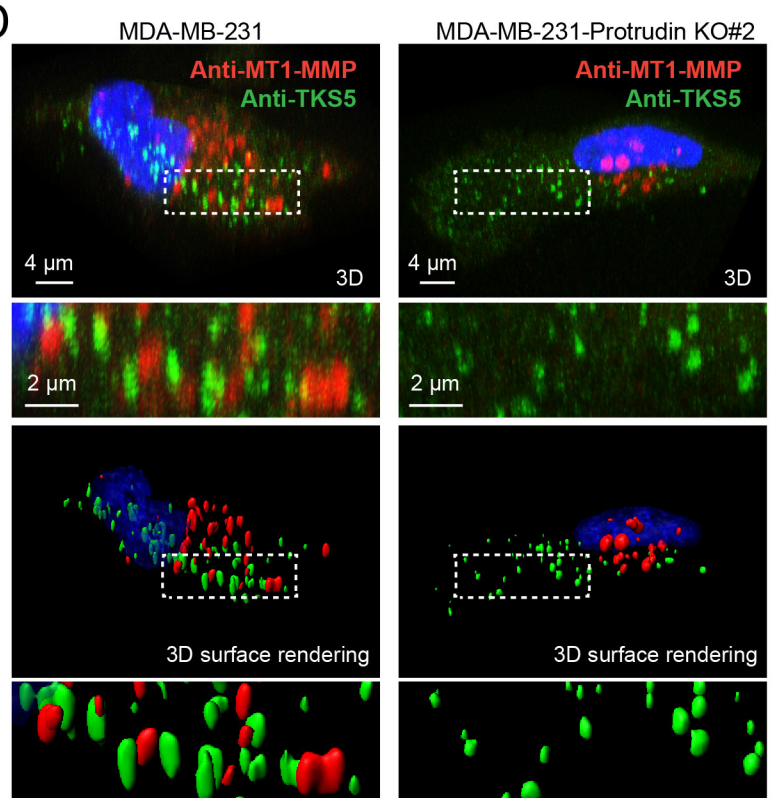 D
MDA-MB-231
MDA-MB-231-Protrudin KO#2
Anti-MT1-MMP
Anti-TKS5
4 µm
3D
Anti-MT1-MMP
Anti-TKS5
4 µm
3D
2 µm
2 µm
3D surface rendering
3D surface rendering